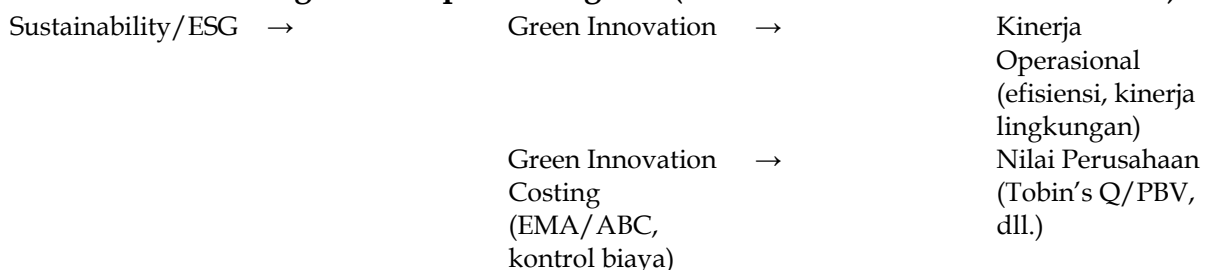 Sustainability/ESG → Green Innovation → Kinerja
Operasional
(efisiensi, kinerja
lingkungan)
Green Innovation → Nilai Perusahaan
Costing (Tobin's Q/PBV,
(EMA/ABC, dll.)
kontrol biaya)